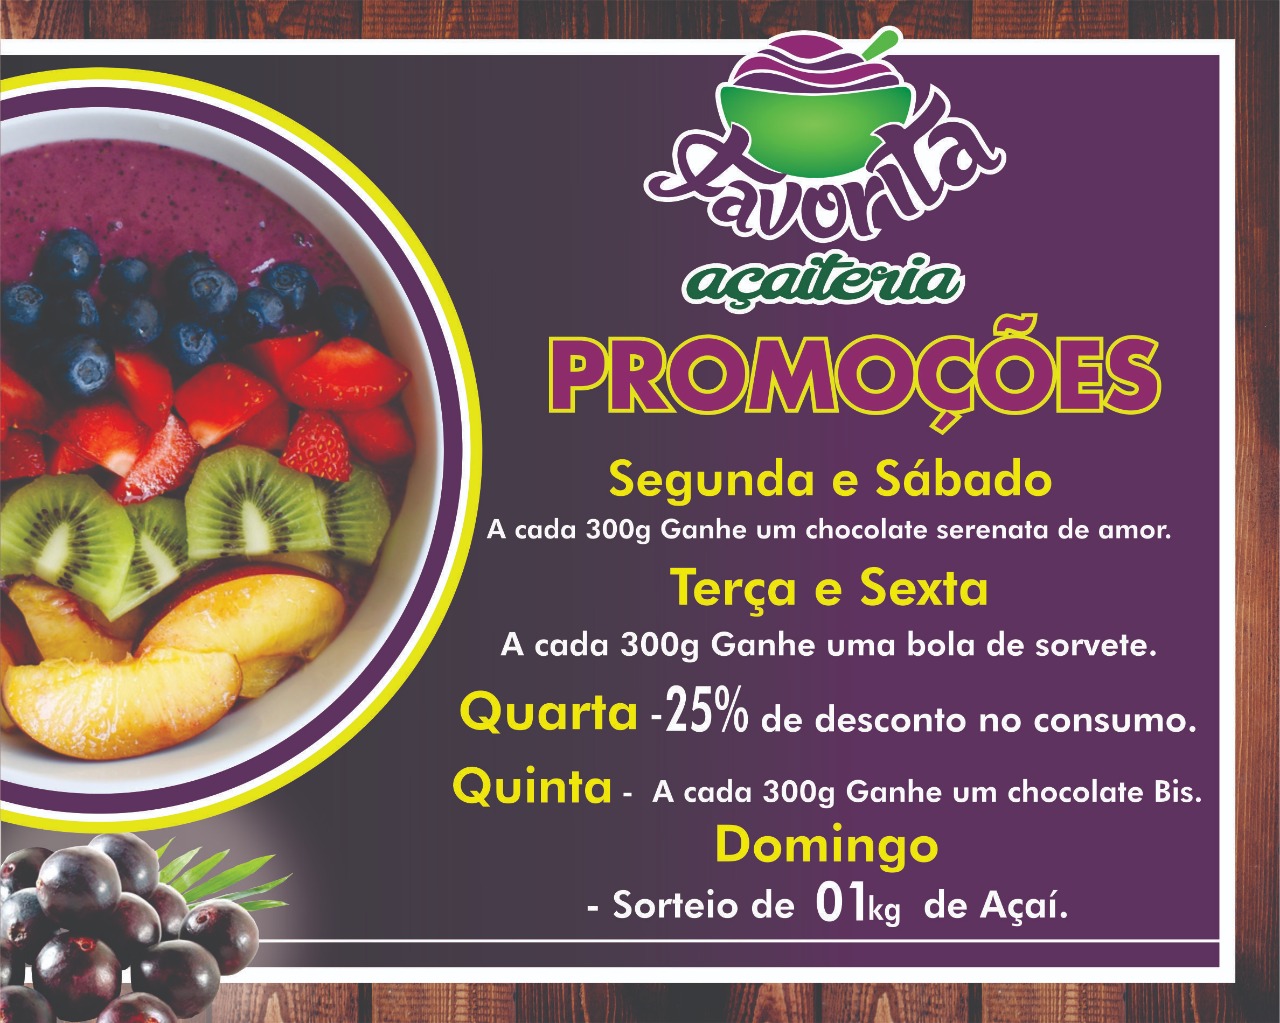 Favorita
açaiteria
PROMOÇÕES
Segunda e Sábado
A cada 300g Ganhe um chocolate serenata de amor.
Terça e Sexta
A cada 300g Ganhe uma bola de sorvete.
Quarta -25% de desconto no consumo.
Quinta - A cada 300g Ganhe um chocolate Bis.
Domingo
- Sorteio de 01kg de Açaí.